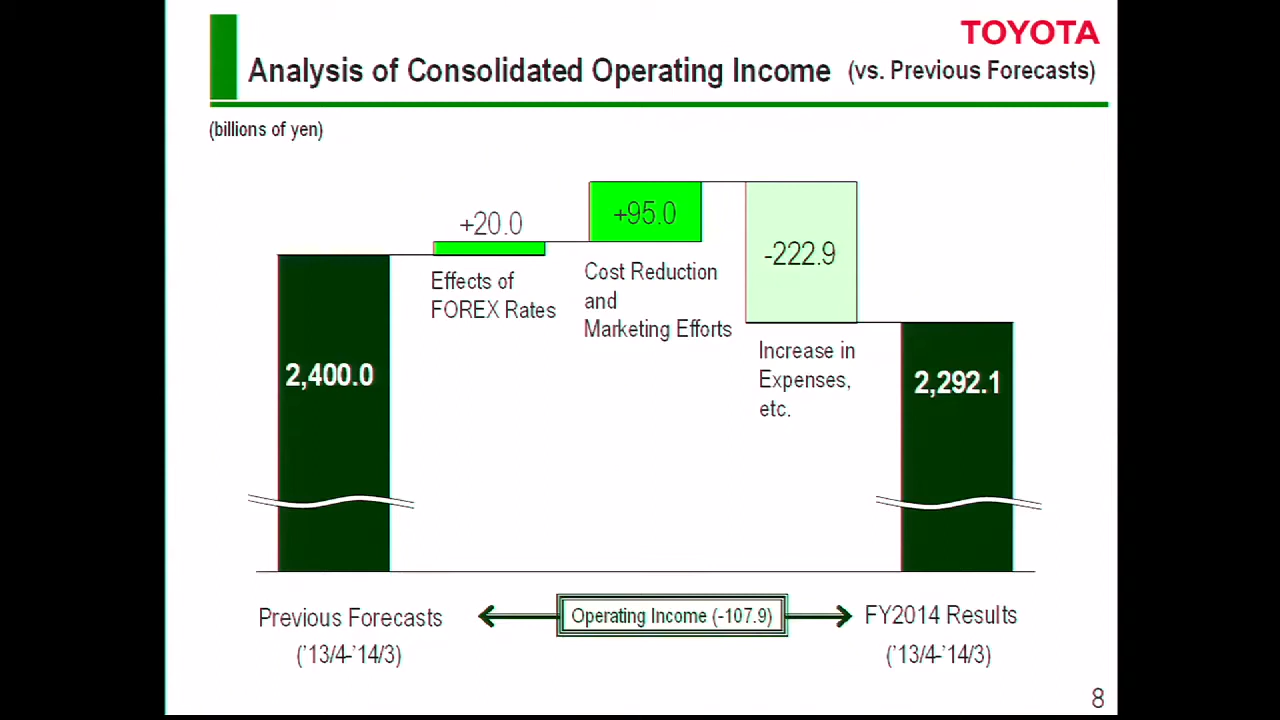 TOYOTA
Analysis of Consolidated Operating Income (vs. Previous Forecasts)
(billions of yen)
+20.0
+95.0
-222.9
Effects of
FOREX Rates
Cost Reduction
and
Marketing Efforts
Increase in
Expenses,
etc.
2,400.0
2,292.1
Previous Forecasts
('13/4-'14/3)
Operating Income (-107.9)
FY2014 Results
('13/4-'14/3)
8